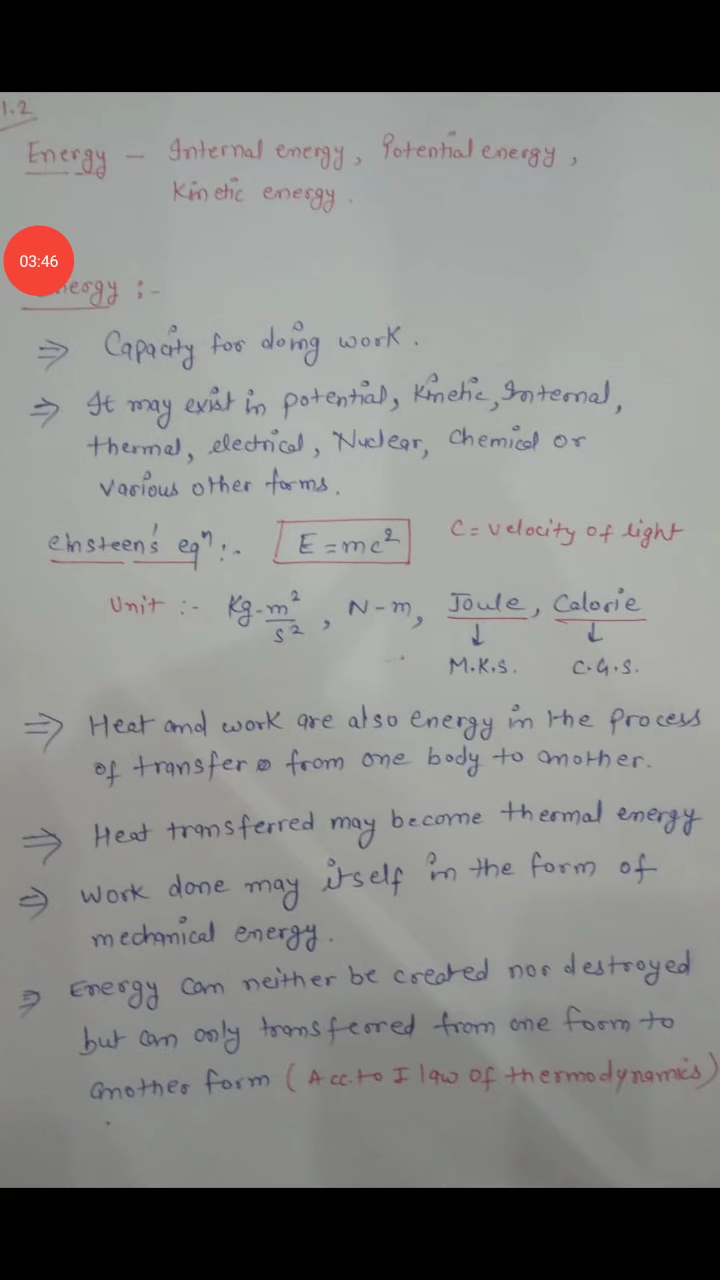 1.2
Energy - Internal energy, Potential energy,
Kinetic energy.
03:46
nergy :-
⇒ Capacity for doing work.
⇒ It may exist in potential, Kinetic, Internal,
thermal, electrical, Nuclear, Chemical or
various other forms.
einsteen's eqⁿ :- E = mc² C = velocity of light
Unit :- Kg-m²/s², N-m, Joule, Calorie
↓ ↓
M.K.S. C.G.S.
⇒ Heat and work are also energy in the process
of transfer from one body to another.
⇒ Heat transferred may become thermal energy
⇒ work done may itself in the form of
mechanical energy.
⇒ Energy can neither be created nor destroyed
but can only transferred from one form to
another form (Acc. to I law of thermodynamics)